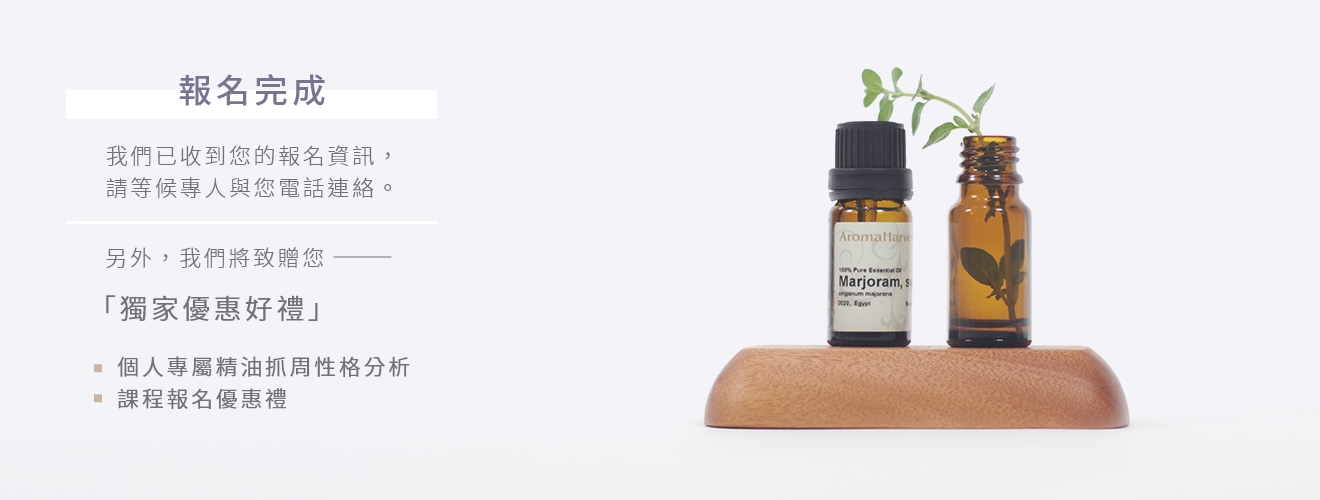 報名完成
我們已收到您的報名資訊，
請等候專人與您電話連絡。
另外，我們將致贈您 ——
「獨家優惠好禮」
個人專屬精油抓周性格分析
課程報名優惠禮
100% Pure Essential Oil
Marjoram,
origanum majorana
2020, Egypt